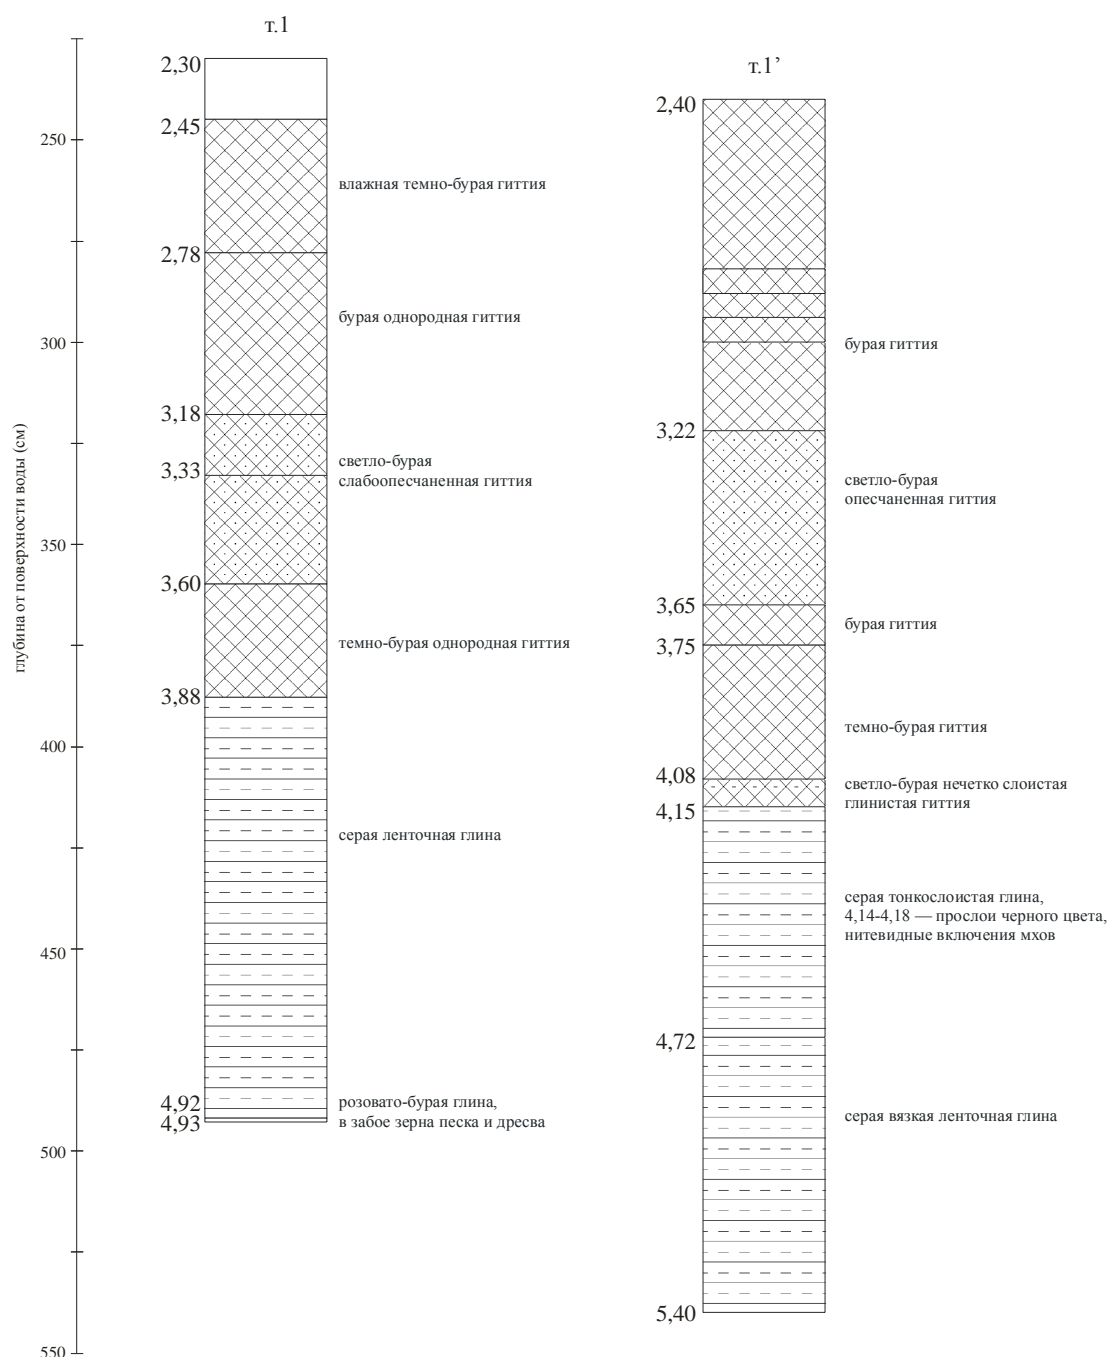 т.1
2,30
2,45
влажная темно-бурая гиттия
2,78
бурая однородная гиттия
3,18
3,33
светло-бурая
слабоопесчаненная гиттия
3,60
темно-бурая однородная гиттия
3,88
серая ленточная глина
4,92
4,93
розовато-бурая глина,
в забое зерна песка и дресва
т.1’
2,40
бурая гиттия
3,22
светло-бурая
опесчаненная гиттия
3,65
бурая гиттия
3,75
темно-бурая гиттия
4,08
светло-бурая нечетко слоистая
глинистая гиттия
4,15
серая тонкослоистая глина,
4,14-4,18 — прослои черного цвета,
нитевидные включения мхов
4,72
серая вязкая ленточная глина
5,40
глубина от поверхности воды (см)
250
300
350
400
450
500
550